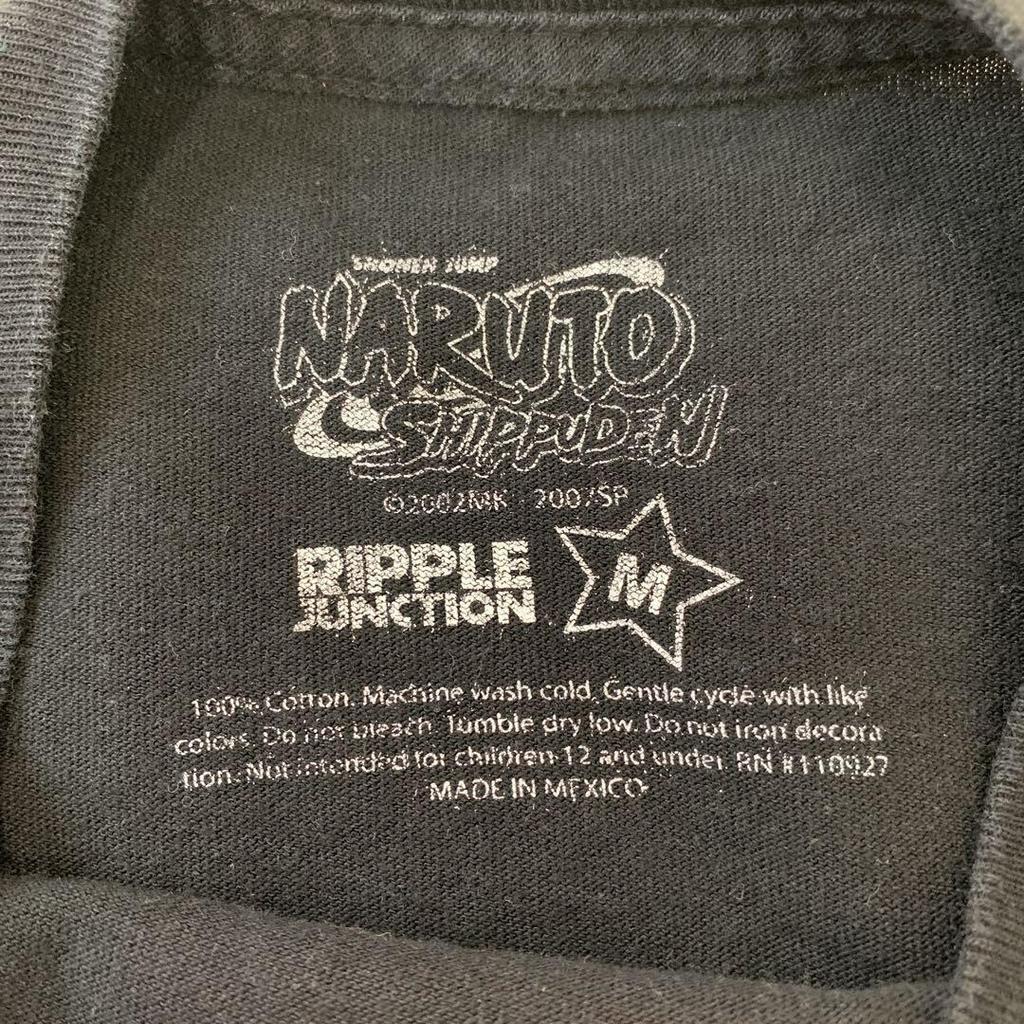 SHONEN JUMP
NARUTO
SHIPPUDEN
©2002MK · 2007SP
RIPPLE
JUNCTION
M
100% Cotton. Machine wash cold. Gentle cycle with like
colors. Do not bleach. Tumble dry low. Do not iron decora
tion. Not intended for children 12 and under. RN #110927
MADE IN MEXICO